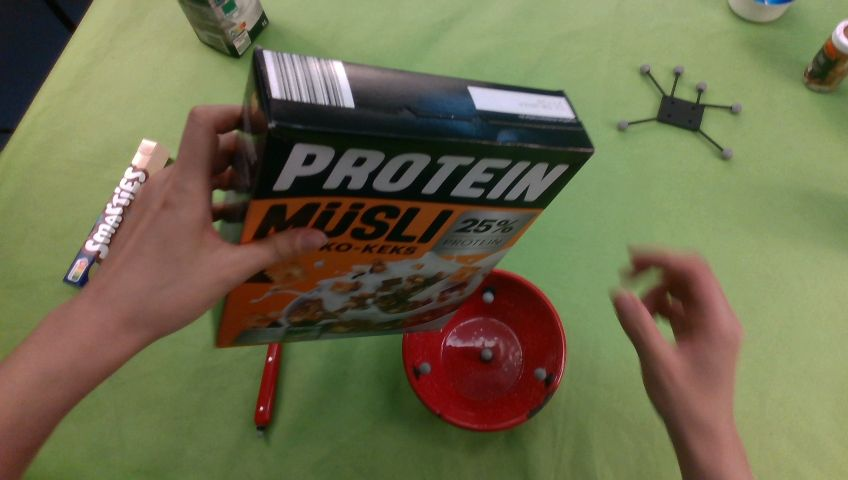 PROTEIN
MÜSLI
KO-KEKS
25%
PROTEIN
SMARTIES